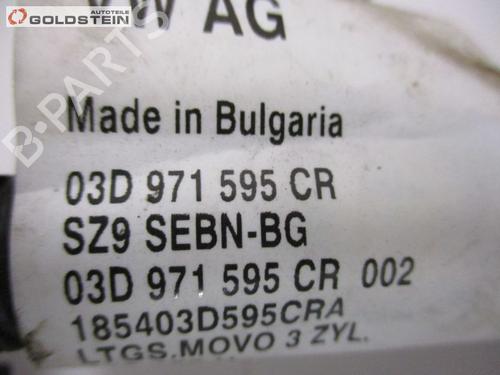 AUTOTEILE
GOLDSTEIN
VW AG
Made in Bulgaria
03D 971 595 CR
SZ9 SEBN-BG
03D 971 595 CR 002
185403D595CRA
LTGS.MOVO 3 ZYL.
B-PARTS